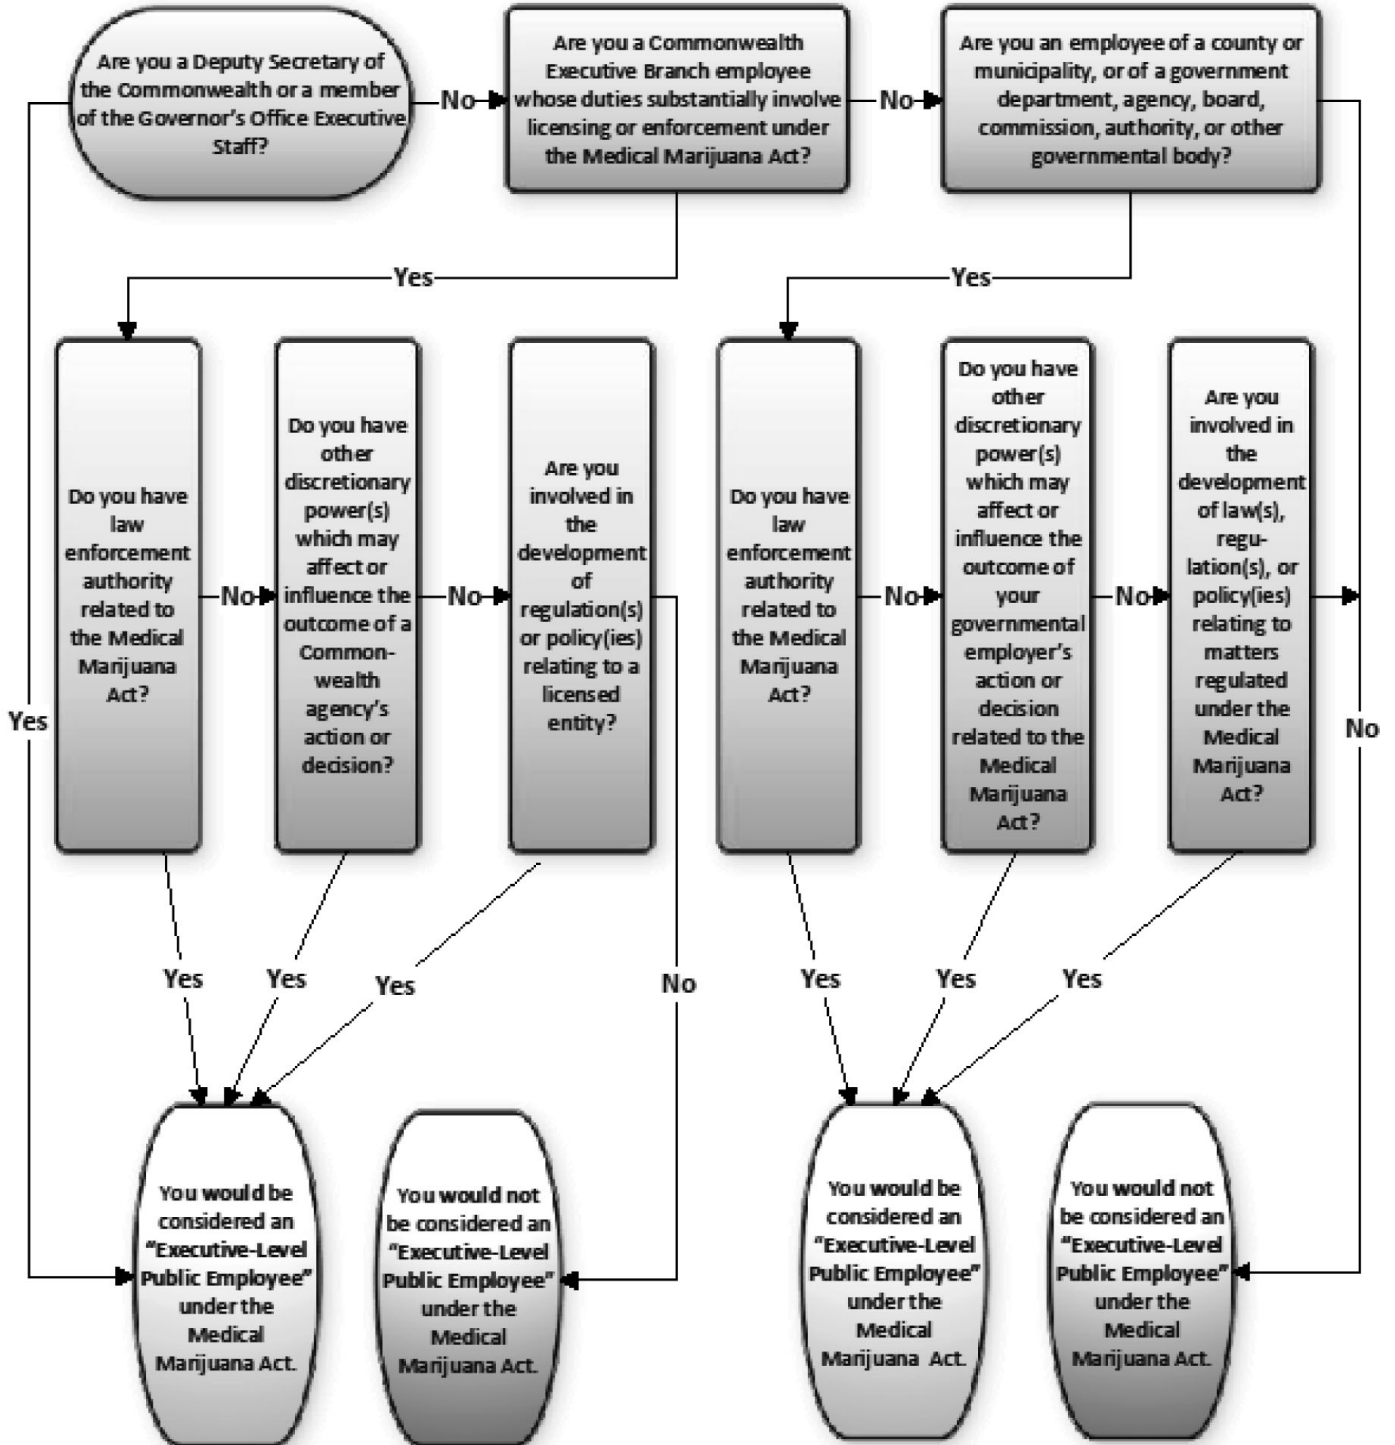 Are you a Deputy Secretary of
the Commonwealth or a member
of the Governor's Office Executive
Staff?
No
Are you a Commonwealth
Executive Branch employee
whose duties substantially involve
licensing or enforcement under
the Medical Marijuana Act?
No
Are you an employee of a county or
municipality, or of a government
department, agency, board,
commission, authority, or other
governmental body?
Yes
Yes
Do you have
law
enforcement
authority
related to
the Medical
Marijuana
Act?
No
Do you have
other
discretionary
power(s)
which may
affect or
influence the
outcome of a
Common-
wealth
agency's
action or
decision?
No
Are you
involved in
the
development
of
regulation(s)
or policy(ies)
relating to a
licensed
entity?
Do you have
law
enforcement
authority
related to
the Medical
Marijuana
Act?
No
Do you have
other
discretionary
power(s)
which may
affect or
influence the
outcome of
your
governmental
employer's
action or
decision
related to the
Medical
Marijuana
Act?
No
Are you
involved in
the
development
of law(s),
regu-
lation(s), or
policy(ies)
relating to
matters
regulated
under the
Medical
Marijuana
Act?
Yes
No
Yes
Yes
Yes
No
Yes
Yes
Yes
You would be
considered an
“Executive-Level
Public Employee”
under the
Medical
Marijuana Act.
You would not
be considered an
“Executive-Level
Public Employee”
under the
Medical
Marijuana Act.
You would be
considered an
“Executive-Level
Public Employee”
under the
Medical
Marijuana Act.
You would not
be considered an
“Executive-Level
Public Employee”
under the
Medical
Marijuana Act.